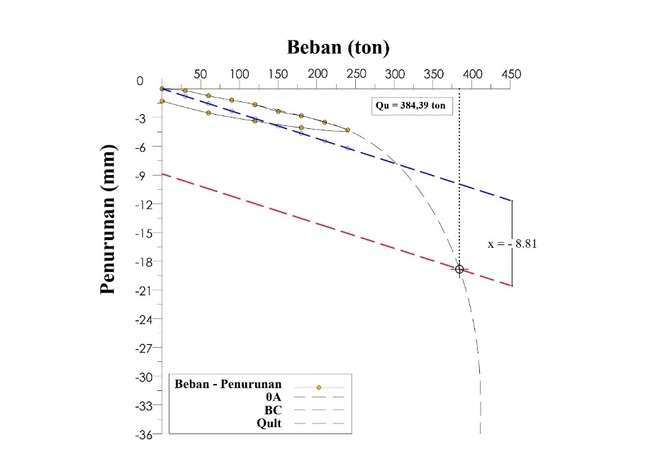 Beban (ton)
0 50 100 150 200 250 300 350 400 450
Qu = 384,39 ton
-3
-6
-9
-12
-15
-18
-21
-24
-27
-30
-33
-36
Penurunan (mm)
x = - 8.81
Beban - Penurunan
0A
BC
Qult